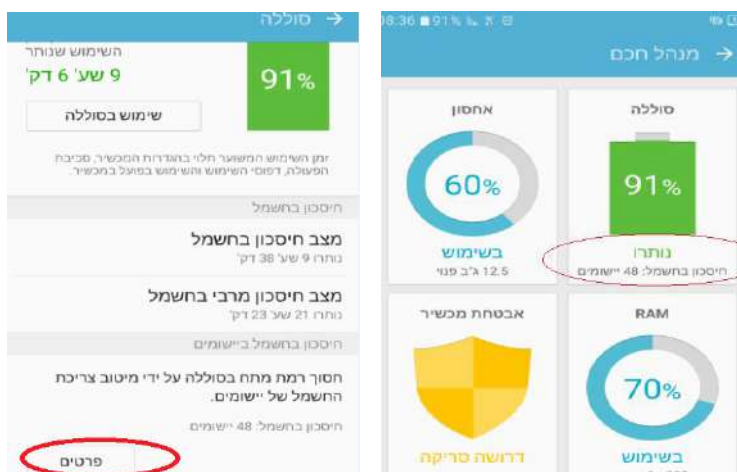 סוללה
השימוש שנותר
9 שע' 6 דק'
91%
שימוש בסוללה
זמן השימוש המשוער תלוי בהגדרות המכשיר, סביבת
הפעולה, דפוסי השימוש והשימוש בפועל במכשיר.
חיסכון בחשמל
מצב חיסכון בחשמל
נותרו 9 שע' 38 דק'
מצב חיסכון מרבי בחשמל
נותרו 21 שע' 23 דק'
חיסכון בחשמל ביישומים
חסוך רמת מתח בסוללה על ידי מיטוב צריכת
החשמל של יישומים.
חיסכון בחשמל: 48 יישומים
פרטים
08:36 91%
מנהל חכם
סוללה
91%
נותרו
חיסכון בחשמל: 48 יישומים
אחסון
60%
בשימוש
12.5 ג"ב פנוי
RAM
70%
בשימוש
אבטחת מכשיר
דרושה סריקה